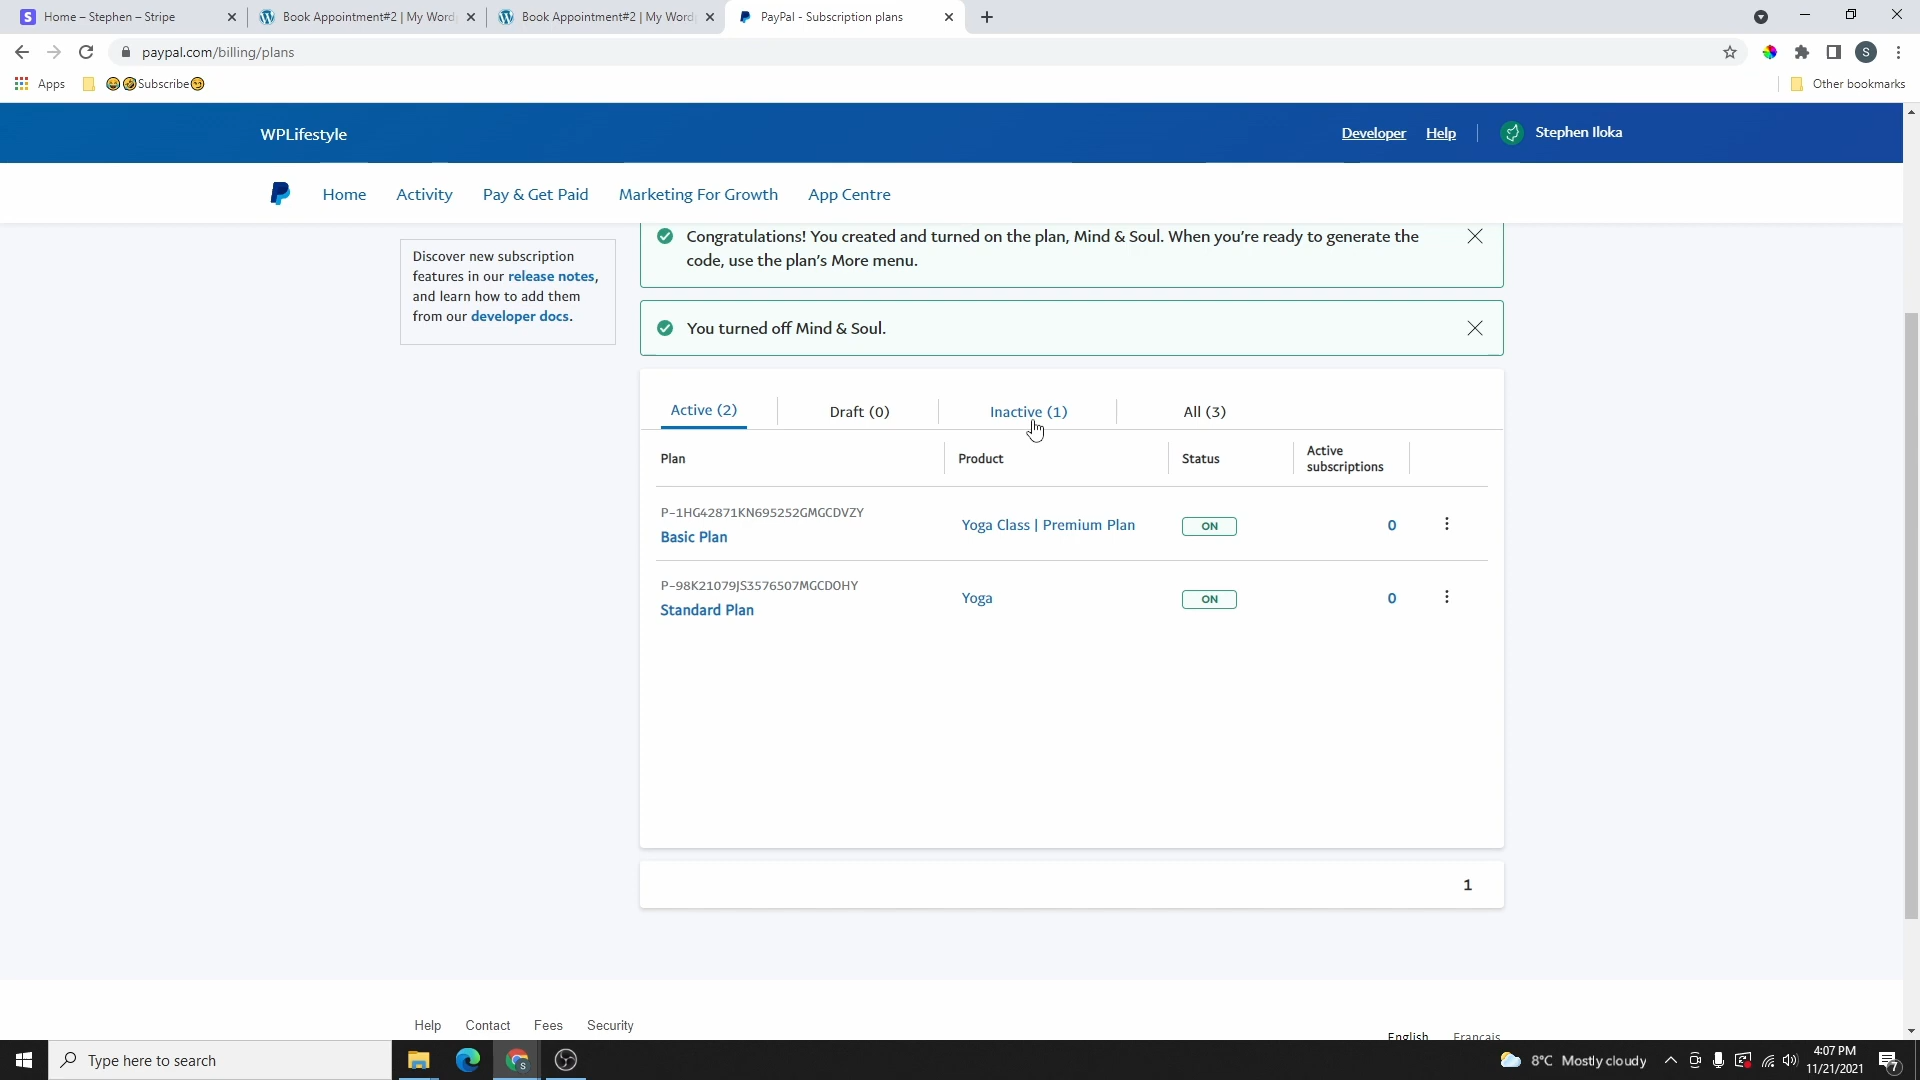 Home – Stephen – Stripe
Book Appointment#2 | My Word
Book Appointment#2 | My Word
PayPal - Subscription plans
paypal.com/billing/plans
S
Apps
😂🤣Subscribe😏
Other bookmarks
WPLifestyle
Developer
Help
Stephen Iloka
Home
Activity
Pay & Get Paid
Marketing For Growth
App Centre
Discover new subscription
features in our release notes,
and learn how to add them
from our developer docs.
Congratulations! You created and turned on the plan, Mind & Soul. When you’re ready to generate the
code, use the plan’s More menu.
You turned off Mind & Soul.
Active (2)
Draft (0)
Inactive (1)
All (3)
Plan
Product
Status
Active
subscriptions
P-1HG42871KN695252GMGCDVZY
Basic Plan
Yoga Class | Premium Plan
ON
0
P-98K21079JS3576507MGCDOHY
Standard Plan
Yoga
ON
0
1
Help
Contact
Fees
Security
English
Français
Type here to search
8°C Mostly cloudy
4:07 PM
11/21/2021
7